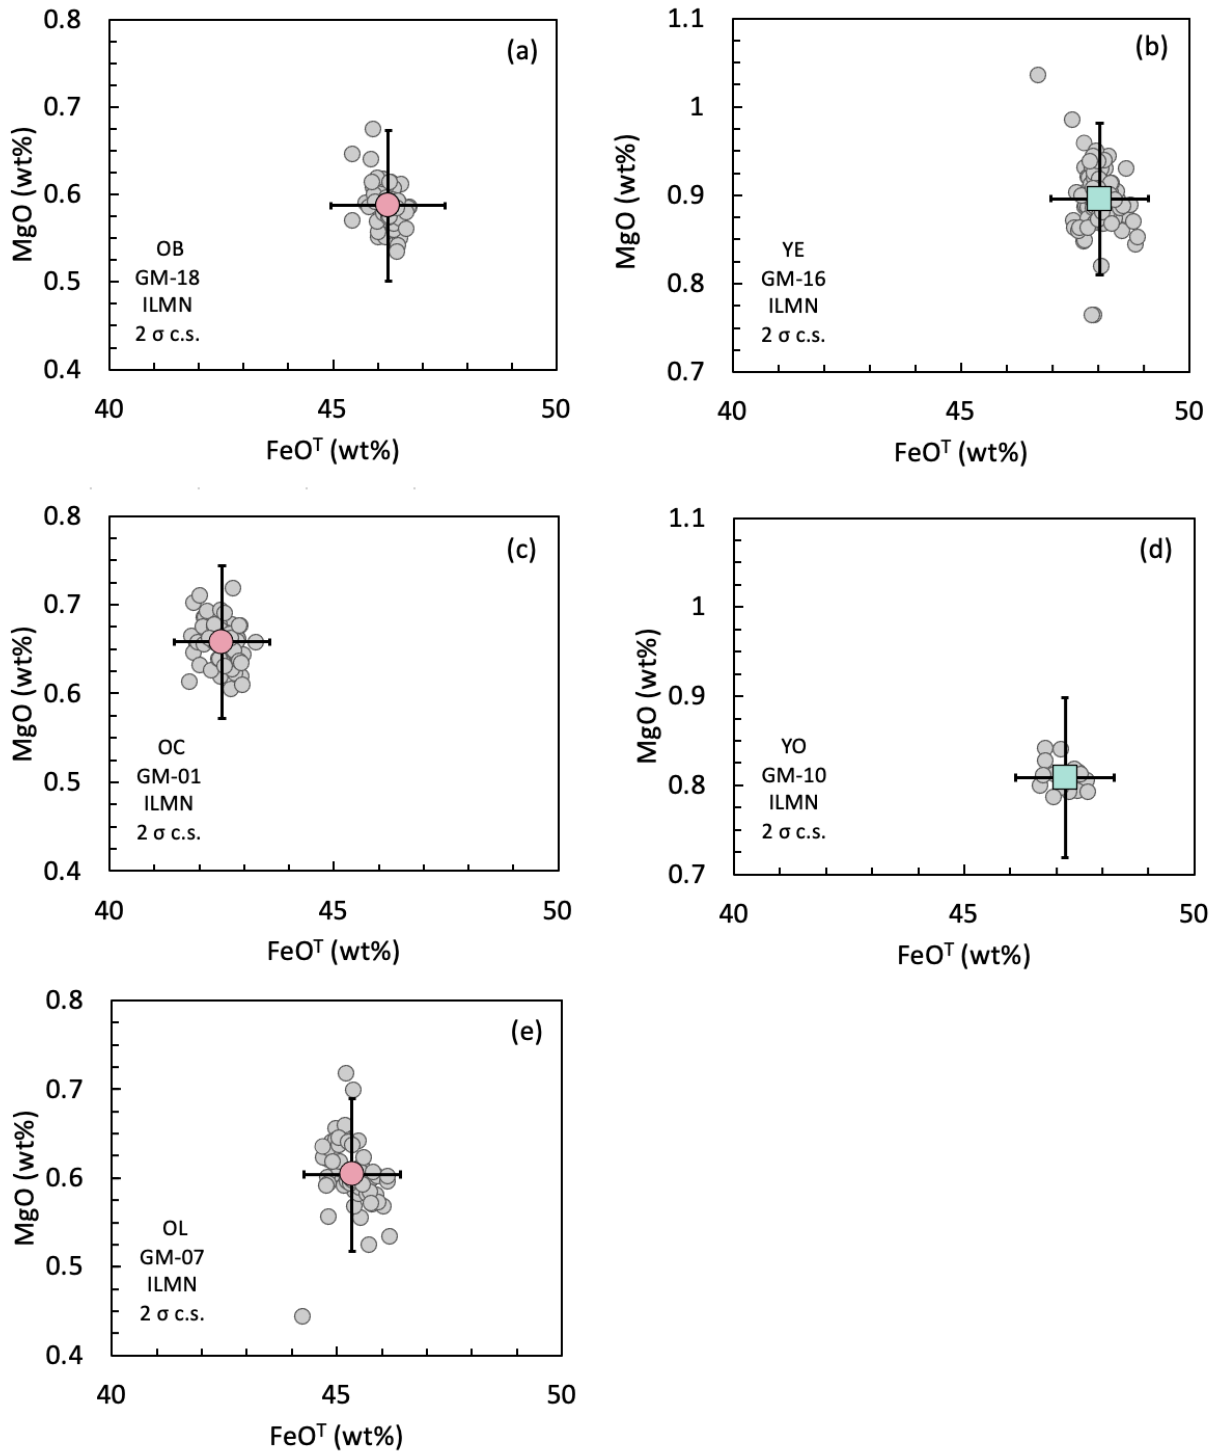 0.8
(a)
0.7
MgO (wt%)
0.6
0.5
OB
GM-18
ILMN
2 σ c.s.
0.4
40
45
50
FeOᵀ (wt%)
1.1
(b)
1
MgO (wt%)
0.9
0.8
YE
GM-16
ILMN
2 σ c.s.
0.7
40
45
50
FeOᵀ (wt%)
0.8
(c)
0.7
MgO (wt%)
0.6
0.5
OC
GM-01
ILMN
2 σ c.s.
0.4
40
45
50
FeOᵀ (wt%)
1.1
(d)
1
MgO (wt%)
0.9
0.8
YO
GM-10
ILMN
2 σ c.s.
0.7
40
45
50
FeOᵀ (wt%)
0.8
(e)
0.7
MgO (wt%)
0.6
0.5
OL
GM-07
ILMN
2 σ c.s.
0.4
40
45
50
FeOᵀ (wt%)